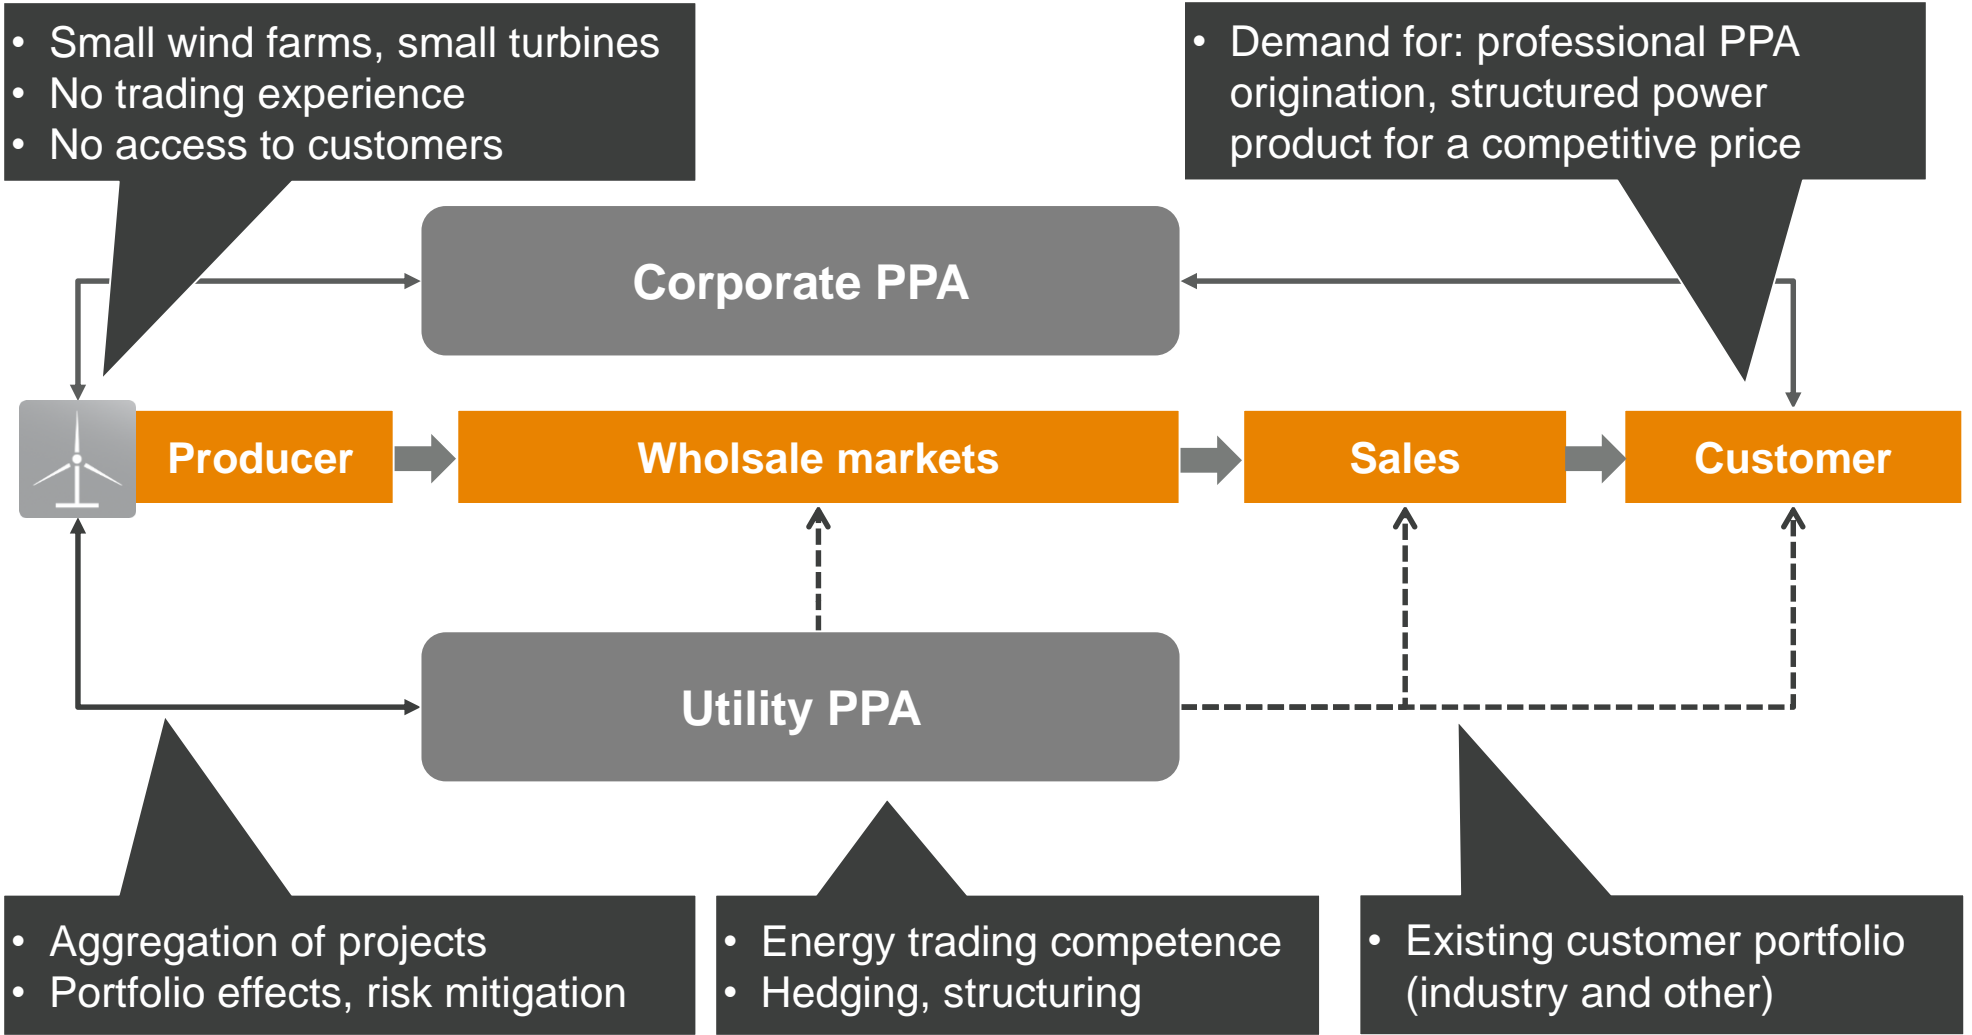 • Small wind farms, small turbines
• No trading experience
• No access to customers
• Demand for: professional PPA
origination, structured power
product for a competitive price
Corporate PPA
Producer
Wholsale markets
Sales
Customer
Utility PPA
• Aggregation of projects
• Portfolio effects, risk mitigation
• Energy trading competence
• Hedging, structuring
• Existing customer portfolio
(industry and other)